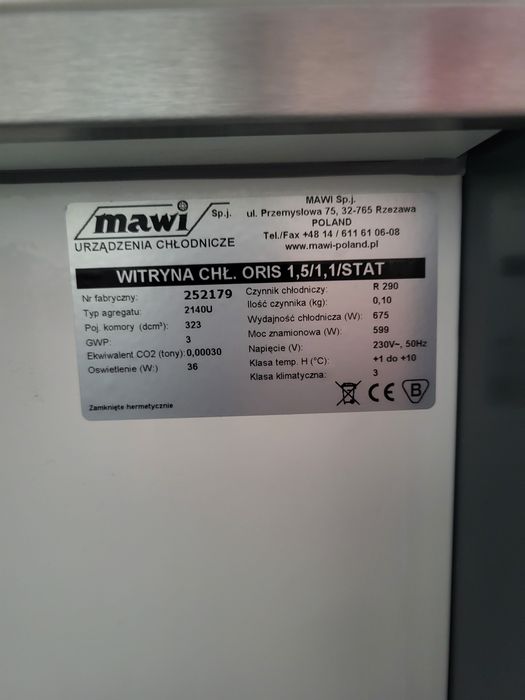 mawi Sp.j.
URZĄDZENIA CHŁODNICZE
MAWI Sp.j.
ul. Przemysłowa 75, 32-765 Rzezawa
POLAND
Tel./Fax +48 14 / 611 61 06-08
www.mawi-poland.pl
WITRYNA CHŁ. ORIS 1,5/1,1/STAT
Nr fabryczny: 252179
Typ agregatu: 2140U
Poj. komory (dcm³): 323
GWP: 3
Ekwiwalent CO2 (tony): 0,00030
Oswietlenie (W:) 36
Zamknięte hermetycznie
Czynnik chłodniczy: R 290
Ilość czynnika (kg): 0,10
Wydajność chłodnicza (W): 675
Moc znamionowa (W): 599
Napięcie (V): 230V~, 50Hz
Klasa temp. H (°C): +1 do +10
Klasa klimatyczna: 3
CE B